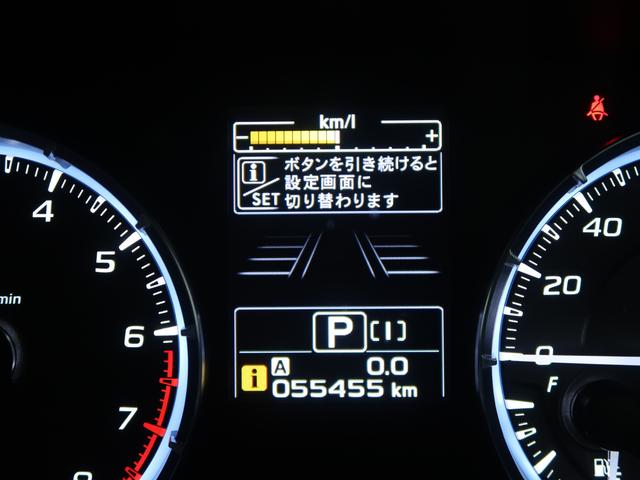 km/l
− +
i ボタンを引き続けると
設定画面に
SET 切り替わります
4
5
min
6
7
40
20
0
F
P [I]
A 0.0
i 055455 km